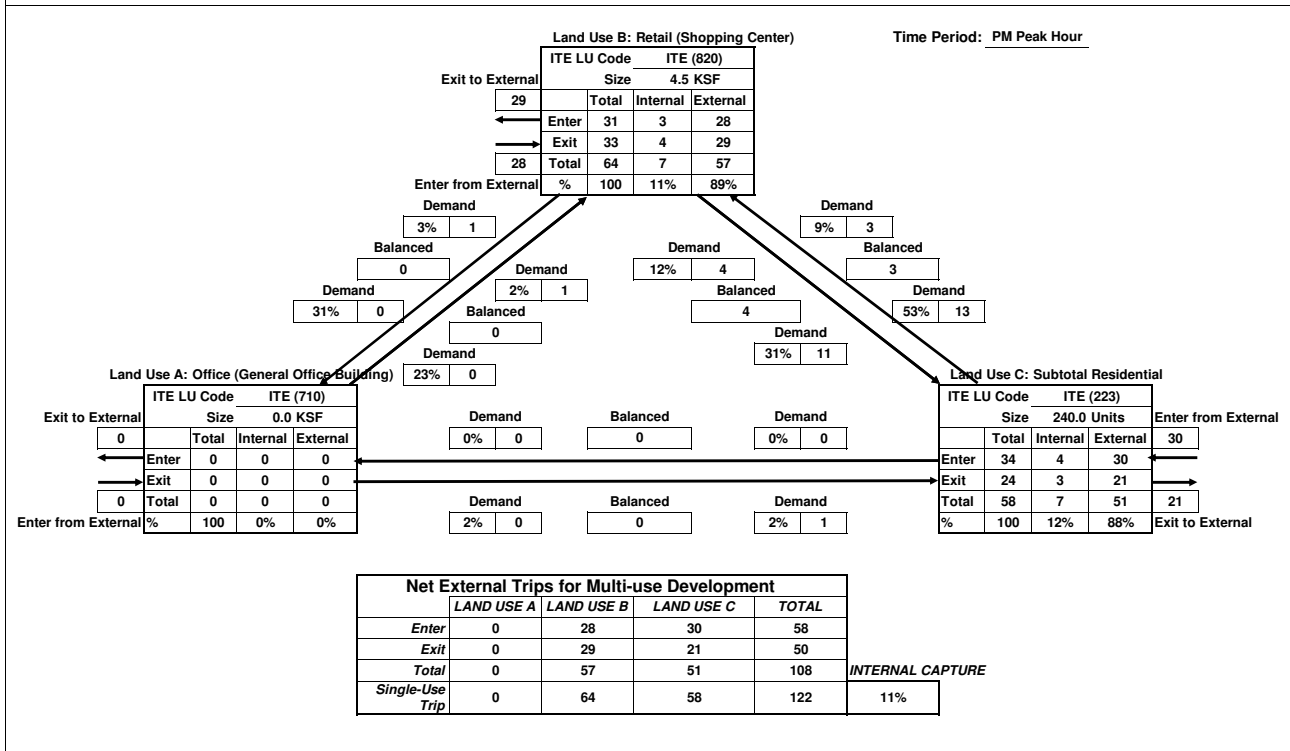 Land Use B: Retail (Shopping Center)
Time Period: PM Peak Hour
ITE LU Code ITE (820)
Exit to External Size 4.5 KSF
29 Total Internal External
Enter 31 3 28
Exit 33 4 29
28 Total 64 7 57
Enter from External % 100 11% 89%
Demand
3% 1
Balanced
0
Demand
31% 0
Demand
2% 1
Balanced
0
Demand
23% 0
Demand
12% 4
Balanced
4
Demand
31% 11
Demand
9% 3
Balanced
3
Demand
53% 13
Land Use A: Office (General Office Building)
ITE LU Code ITE (710)
Exit to External Size 0.0 KSF
0 Total Internal External
Enter 0 0 0
Exit 0 0 0
0 Total 0 0 0
Enter from External % 100 0% 0%
Demand Balanced Demand
0% 0 0 0% 0
Demand Balanced Demand
2% 0 0 2% 1
Land Use C: Subtotal Residential
ITE LU Code ITE (223)
Size 240.0 Units Enter from External
Total Internal External 30
Enter 34 4 30
Exit 24 3 21
Total 58 7 51 21
% 100 12% 88% Exit to External
Net External Trips for Multi-use Development
LAND USE A LAND USE B LAND USE C TOTAL
Enter 0 28 30 58
Exit 0 29 21 50
Total 0 57 51 108 INTERNAL CAPTURE
Single-Use
Trip 0 64 58 122 11%